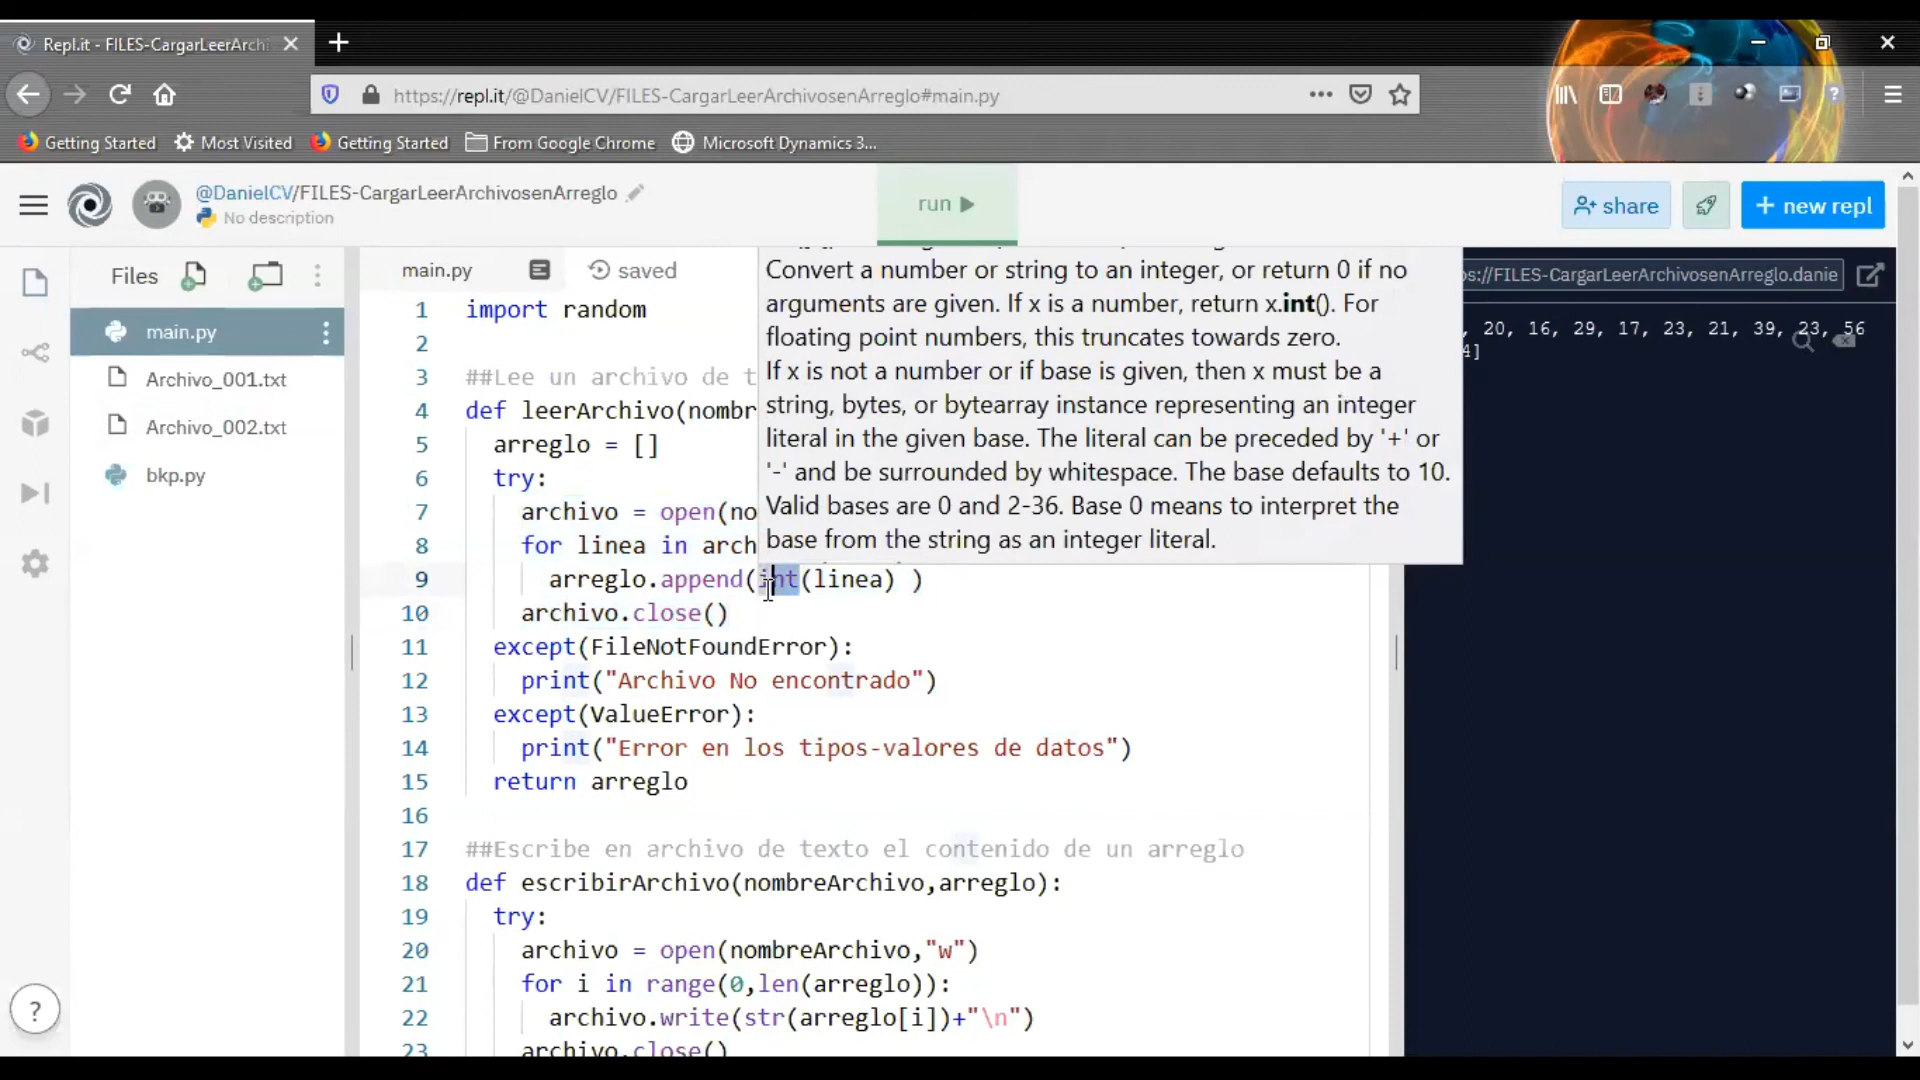 Repl.it - FILES-CargarLeerArchi
https://repl.it/@DanielCV/FILES-CargarLeerArchivosenArreglo#main.py
Getting Started Most Visited Getting Started From Google Chrome Microsoft Dynamics 3...
@DanielCV/FILES-CargarLeerArchivosenArreglo
No description
run
share
+ new repl
Files
main.py
Archivo_001.txt
Archivo_002.txt
bkp.py
main.py
saved
1 import random
2
3 ##Lee un archivo de t
4 def leerArchivo(nombr
5 arreglo = []
6 try:
7 archivo = open(no
8 for linea in arch
9 arreglo.append(int(linea) )
10 archivo.close()
11 except(FileNotFoundError):
12 print("Archivo No encontrado")
13 except(ValueError):
14 print("Error en los tipos-valores de datos")
15 return arreglo
16
17 ##Escribe en archivo de texto el contenido de un arreglo
18 def escribirArchivo(nombreArchivo,arreglo):
19 try:
20 archivo = open(nombreArchivo,"w")
21 for i in range(0,len(arreglo)):
22 archivo.write(str(arreglo[i])+"\n")
23 archivo.close()
Convert a number or string to an integer, or return 0 if no
arguments are given. If x is a number, return x.int(). For
floating point numbers, this truncates towards zero.
If x is not a number or if base is given, then x must be a
string, bytes, or bytearray instance representing an integer
literal in the given base. The literal can be preceded by '+' or
'-' and be surrounded by whitespace. The base defaults to 10.
Valid bases are 0 and 2-36. Base 0 means to interpret the
base from the string as an integer literal.
ps://FILES-CargarLeerArchivosenArreglo.danie
, 20, 16, 29, 17, 23, 21, 39, 23, 56
4]
?